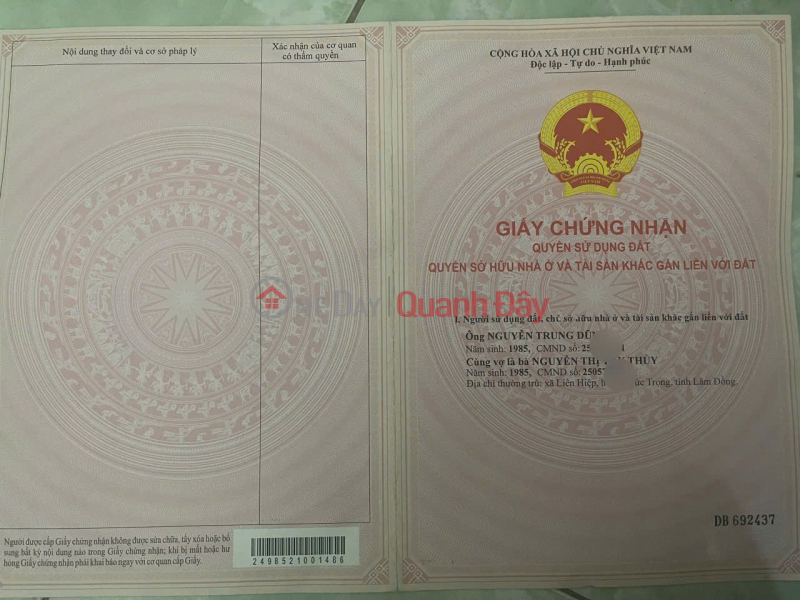 Nội dung thay đổi và cơ sở pháp lý
Xác nhận của cơ quan
có thẩm quyền
Người được cấp Giấy chứng nhận không được sửa chữa, tẩy xóa hoặc bổ
sung bất kỳ nội dung nào trong Giấy chứng nhận; khi bị mất hoặc hư
hỏng Giấy chứng nhận phải khai báo ngay với cơ quan cấp Giấy.
2498521001486
CỘNG HÒA XÃ HỘI CHỦ NGHĨA VIỆT NAM
Độc lập - Tự do - Hạnh phúc
GIẤY CHỨNG NHẬN
QUYỀN SỬ DỤNG ĐẤT
QUYỀN SỞ HỮU NHÀ Ở VÀ TÀI SẢN KHÁC GẮN LIỀN VỚI ĐẤT
Quanh Đây
I. Người sử dụng đất, chủ sở hữu nhà ở và tài sản khác gắn liền với đất
Ông NGUYỄN TRUNG
Năm sinh: 1985, CMND số:
Cùng vợ là bà NGUYỄN THỊ THÙY
Năm sinh: 1985, CMND số:
Địa chỉ thường trú: xã Liên Hiệp, Trọng, tỉnh Lâm Đồng.
DB 692437